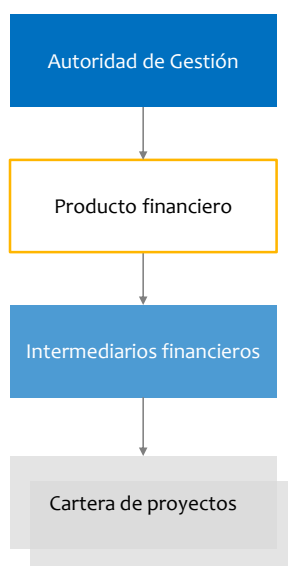 Autoridad de Gestión
Producto financiero
Intermediarios financieros
Cartera de proyectos